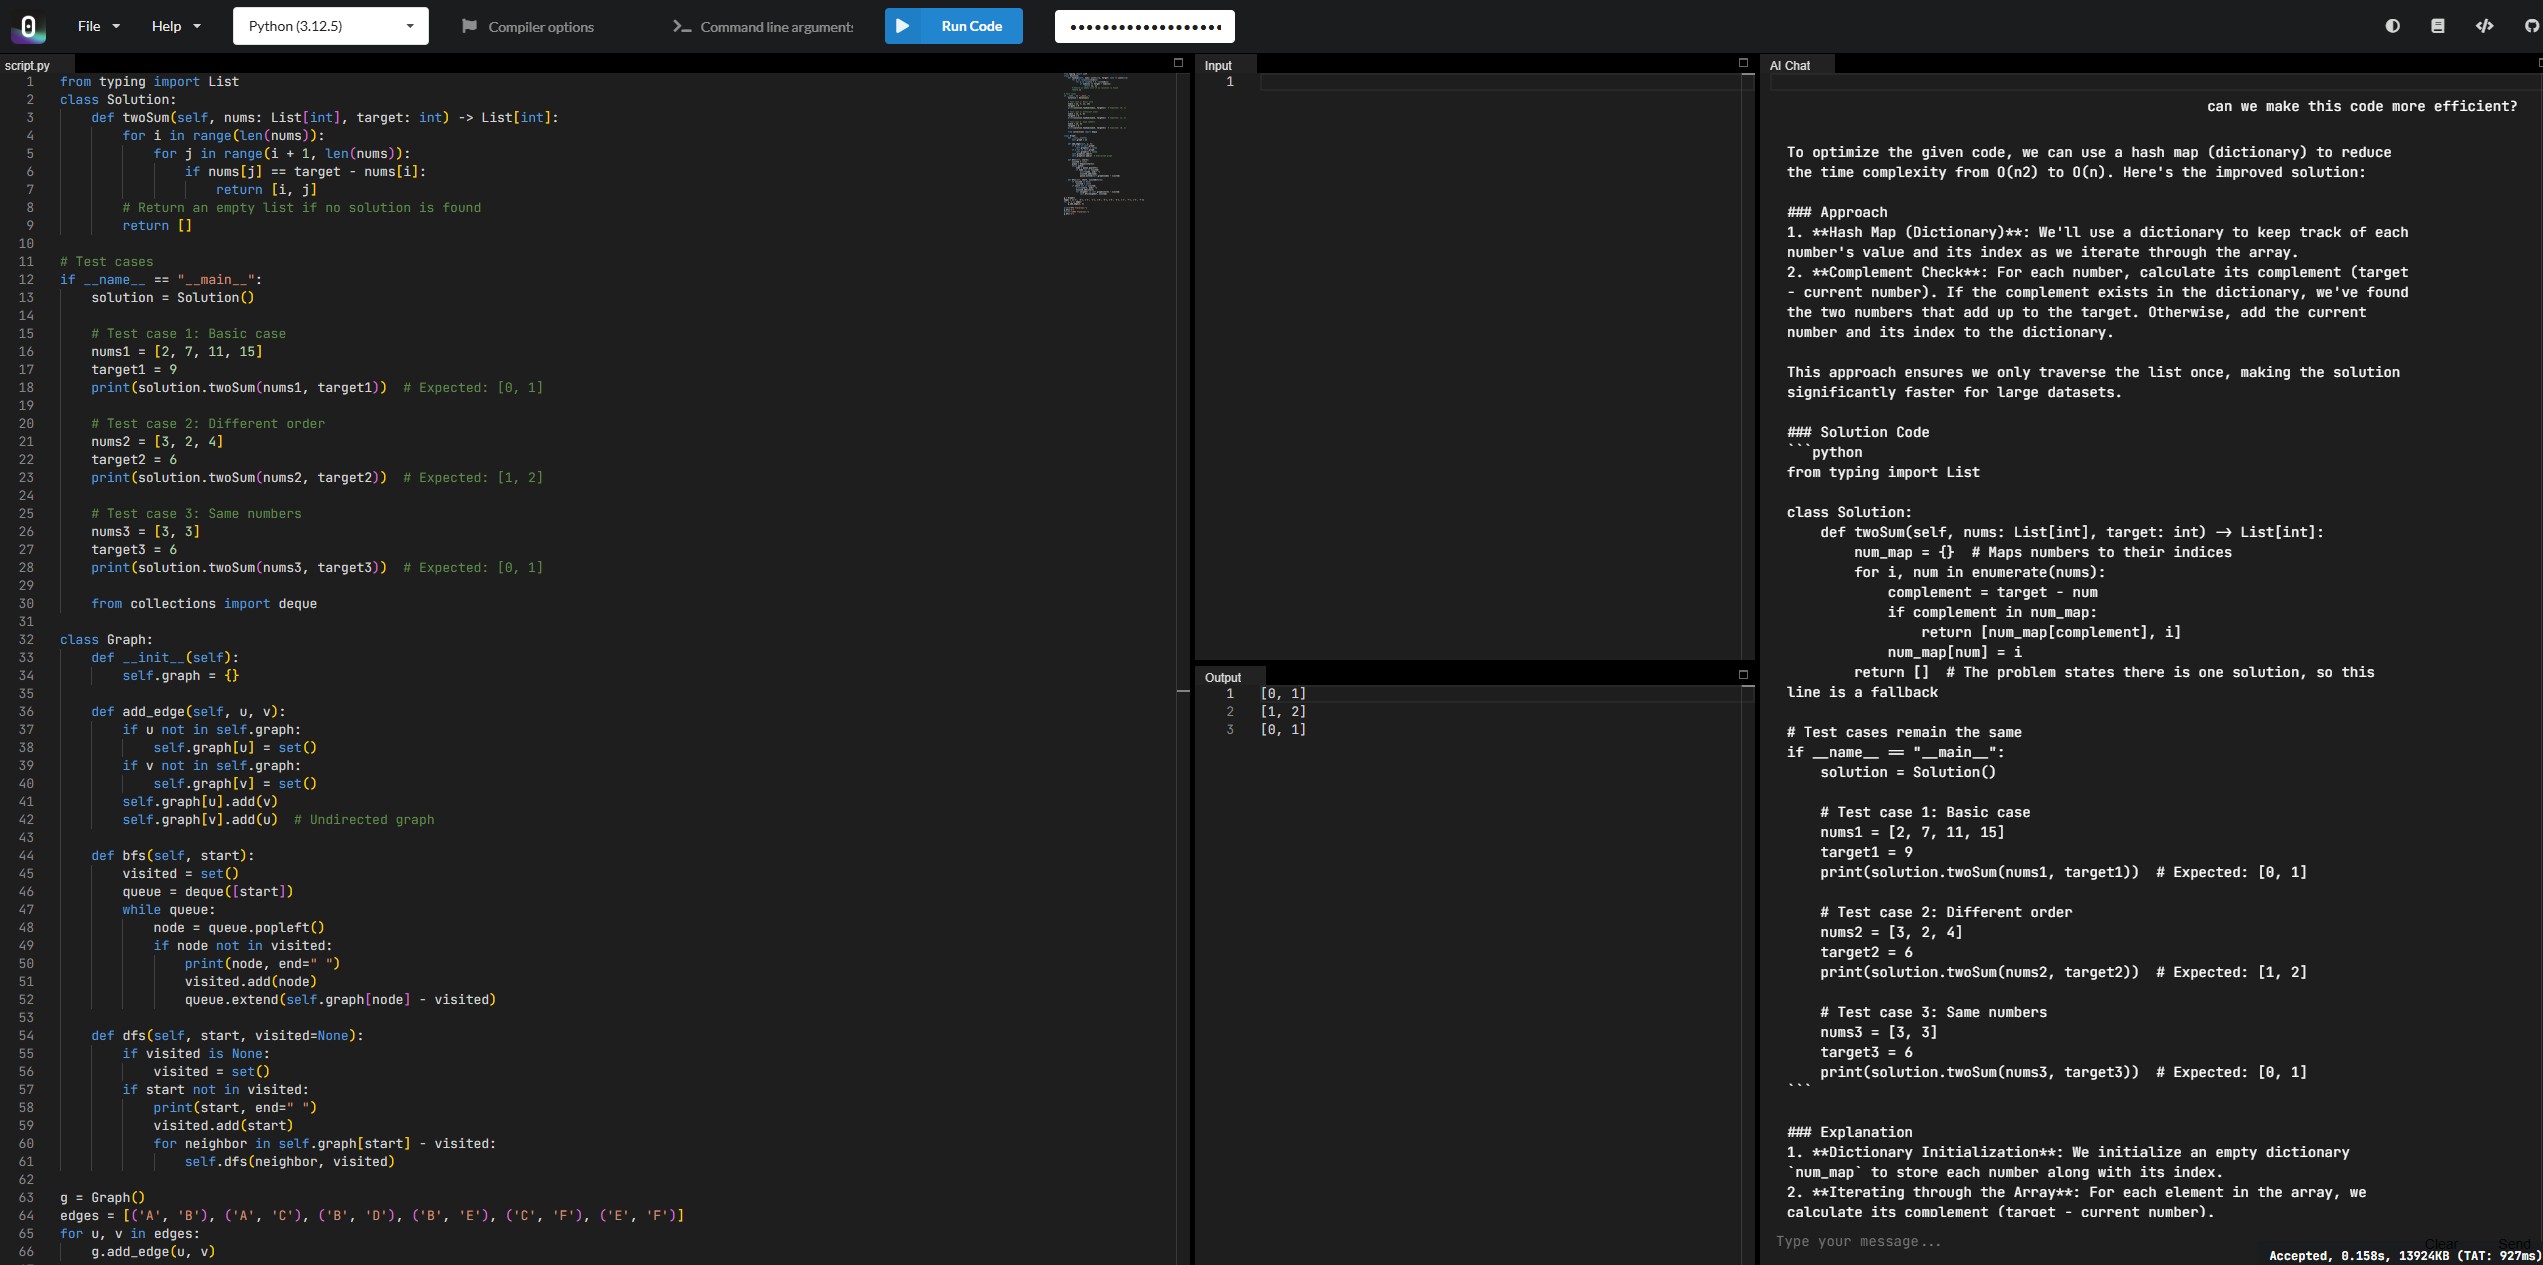 File
Help
Python (3.12.5)
Compiler options
Command line arguments
Run Code
script.py
1 from typing import List
2 class Solution:
3     def twoSum(self, nums: List[int], target: int) -> List[int]:
4         for i in range(len(nums)):
5             for j in range(i + 1, len(nums)):
6                 if nums[j] == target - nums[i]:
7                     return [i, j]
8         # Return an empty list if no solution is found
9         return []
10
11 # Test cases
12 if __name__ == "__main__":
13     solution = Solution()
14
15     # Test case 1: Basic case
16     nums1 = [2, 7, 11, 15]
17     target1 = 9
18     print(solution.twoSum(nums1, target1))  # Expected: [0, 1]
19
20     # Test case 2: Different order
21     nums2 = [3, 2, 4]
22     target2 = 6
23     print(solution.twoSum(nums2, target2))  # Expected: [1, 2]
24
25     # Test case 3: Same numbers
26     nums3 = [3, 3]
27     target3 = 6
28     print(solution.twoSum(nums3, target3))  # Expected: [0, 1]
29
30     from collections import deque
31
32 class Graph:
33     def __init__(self):
34         self.graph = {}
35
36     def add_edge(self, u, v):
37         if u not in self.graph:
38             self.graph[u] = set()
39         if v not in self.graph:
40             self.graph[v] = set()
41         self.graph[u].add(v)
42         self.graph[v].add(u)  # Undirected graph
43
44     def bfs(self, start):
45         visited = set()
46         queue = deque([start])
47         while queue:
48             node = queue.popleft()
49             if node not in visited:
50                 print(node, end=" ")
51                 visited.add(node)
52                 queue.extend(self.graph[node] - visited)
53
54     def dfs(self, start, visited=None):
55         if visited is None:
56             visited = set()
57         if start not in visited:
58             print(start, end=" ")
59             visited.add(start)
60             for neighbor in self.graph[start] - visited:
61                 self.dfs(neighbor, visited)
62
63 g = Graph()
64 edges = [('A', 'B'), ('A', 'C'), ('B', 'D'), ('B', 'E'), ('C', 'F'), ('E', 'F')]
65 for u, v in edges:
66     g.add_edge(u, v)
Input
1
Output
1 [0, 1]
2 [1, 2]
3 [0, 1]
AI Chat
can we make this code more efficient?
To optimize the given code, we can use a hash map (dictionary) to reduce
the time complexity from O(n2) to O(n). Here's the improved solution:
### Approach
1. **Hash Map (Dictionary)**: We'll use a dictionary to keep track of each
number's value and its index as we iterate through the array.
2. **Complement Check**: For each number, calculate its complement (target
- current number). If the complement exists in the dictionary, we've found
the two numbers that add up to the target. Otherwise, add the current
number and its index to the dictionary.
This approach ensures we only traverse the list once, making the solution
significantly faster for large datasets.
### Solution Code
```python
from typing import List
class Solution:
    def twoSum(self, nums: List[int], target: int) -> List[int]:
        num_map = {}  # Maps numbers to their indices
        for i, num in enumerate(nums):
            complement = target - num
            if complement in num_map:
                return [num_map[complement], i]
            num_map[num] = i
        return []  # The problem states there is one solution, so this
line is a fallback
# Test cases remain the same
if __name__ == "__main__":
    solution = Solution()
    # Test case 1: Basic case
    nums1 = [2, 7, 11, 15]
    target1 = 9
    print(solution.twoSum(nums1, target1))  # Expected: [0, 1]
    # Test case 2: Different order
    nums2 = [3, 2, 4]
    target2 = 6
    print(solution.twoSum(nums2, target2))  # Expected: [1, 2]
    # Test case 3: Same numbers
    nums3 = [3, 3]
    target3 = 6
    print(solution.twoSum(nums3, target3))  # Expected: [0, 1]
```
### Explanation
1. **Dictionary Initialization**: We initialize an empty dictionary
`num_map` to store each number along with its index.
2. **Iterating through the Array**: For each element in the array, we
calculate its complement (target - current number).
Type your message...
Clear
Send
Accepted, 0.158s, 13924KB (TAT: 927ms)